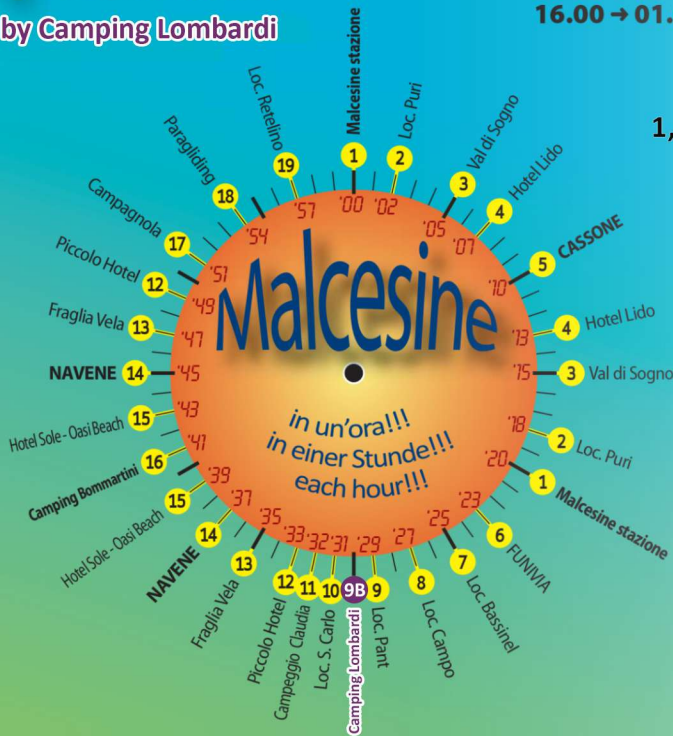 by Camping Lombardi
16.00 → 01.
1,
Malcesine stazione
1
'00
Loc. Puri
2
'02
Val di Sogno
3
'05
Hotel Lido
4
'07
CASSONE
5
'10
Hotel Lido
4
'13
Val di Sogno
3
'15
Loc. Puri
2
'18
Malcesine stazione
1
'20
FUNIVIA
6
'23
Loc. Bassinel
7
'25
Loc. Campo
8
'27
Loc. Pant
9
'29
Camping Lombardi
9B
Loc. S. Carlo
10
'31
Campeggio Claudia
11
'32
Piccolo Hotel
12
'33
Fraglia Vela
13
'35
NAVENE
14
'37
Hotel Sole - Oasi Beach
15
'39
Camping Bommartini
16
'41
Hotel Sole - Oasi Beach
15
'43
NAVENE
14
'45
Fraglia Vela
13
'47
Piccolo Hotel
12
'49
Campagnola
17
'51
Paragliding
18
'54
Loc. Retelino
19
'57
Malcesine
in un'ora!!!
in einer Stunde!!!
each hour!!!